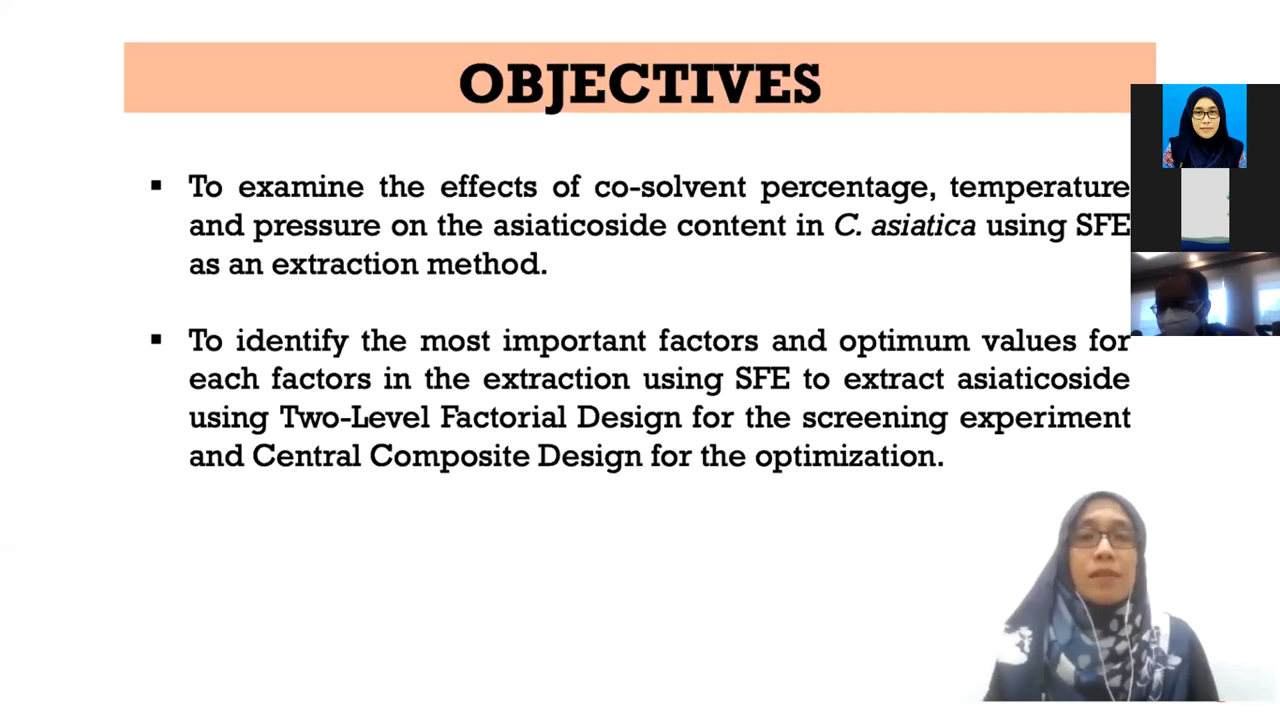 OBJECTIVES
▪ To examine the effects of co-solvent percentage, temperature
and pressure on the asiaticoside content in C. asiatica using SFE
as an extraction method.
▪ To identify the most important factors and optimum values for
each factors in the extraction using SFE to extract asiaticoside
using Two-Level Factorial Design for the screening experiment
and Central Composite Design for the optimization.